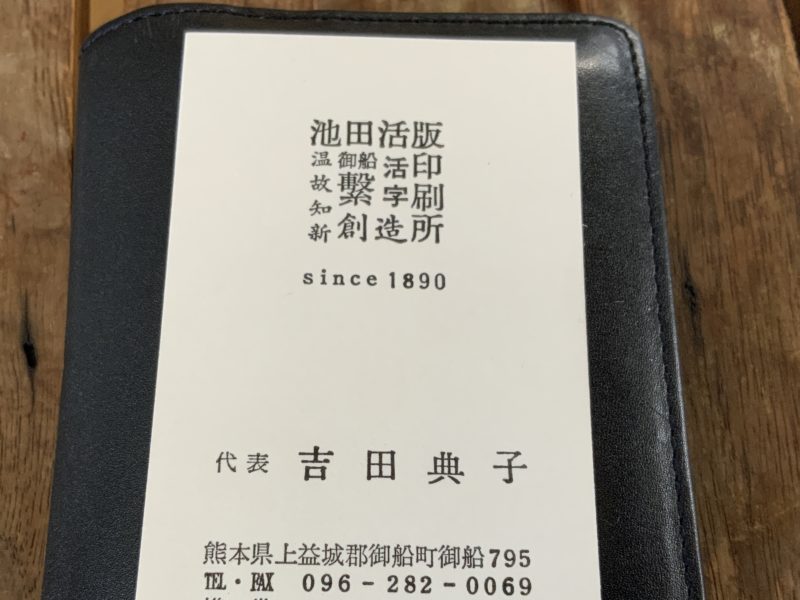 池田活版
印刷所
活字
御船
繫
創造
温故知新
since 1890
代表 吉田典子
熊本県上益城郡御船町御船795
TEL・FAX 096-282-0069